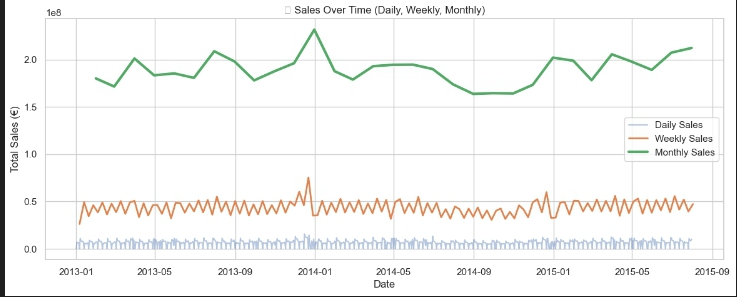 Sales Over Time (Daily, Weekly, Monthly)
1e8
2.0
1.5
1.0
0.5
0.0
Total Sales (€)
Daily Sales
Weekly Sales
Monthly Sales
2013-01 2013-05 2013-09 2014-01 2014-05 2014-09 2015-01 2015-05 2015-09
Date